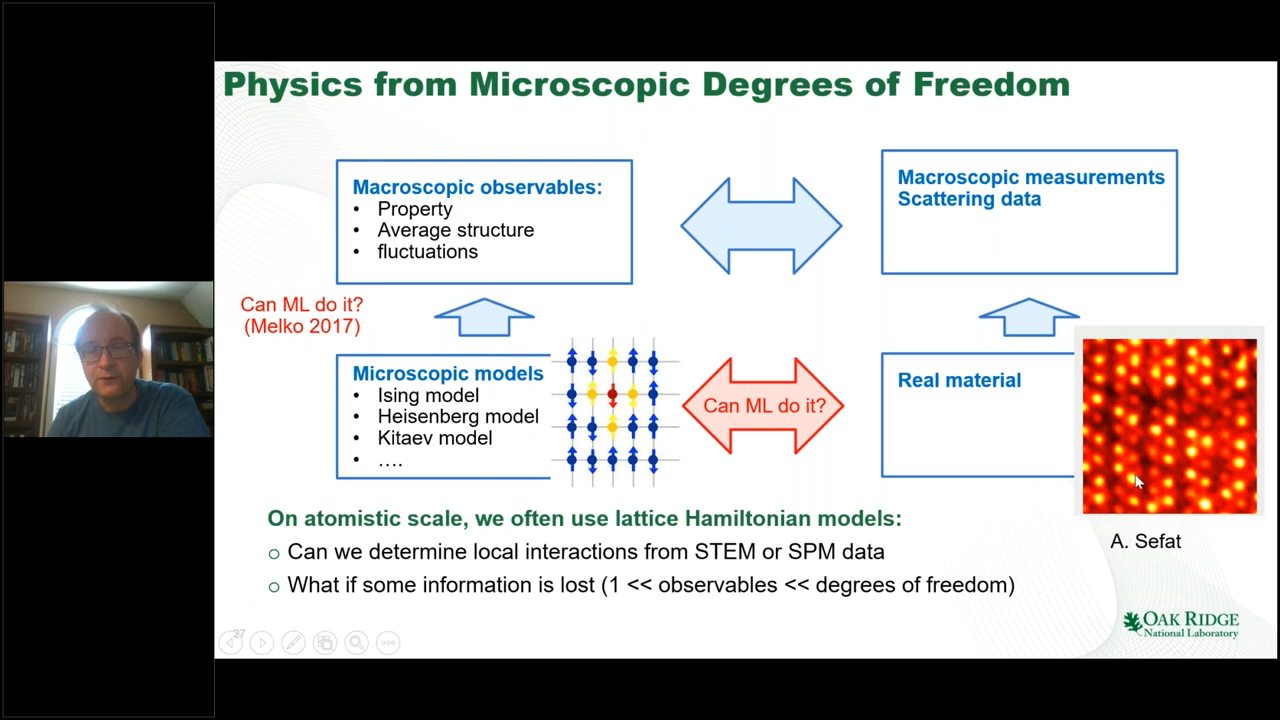 Physics from Microscopic Degrees of Freedom
Macroscopic observables:
• Property
• Average structure
• fluctuations
Macroscopic measurements
Scattering data
Can ML do it?
(Melko 2017)
Microscopic models
• Ising model
• Heisenberg model
• Kitaev model
• ….
Can ML do it?
Real material
On atomistic scale, we often use lattice Hamiltonian models:
○ Can we determine local interactions from STEM or SPM data
○ What if some information is lost (1 << observables << degrees of freedom)
A. Sefat
OAK RIDGE
National Laboratory
27